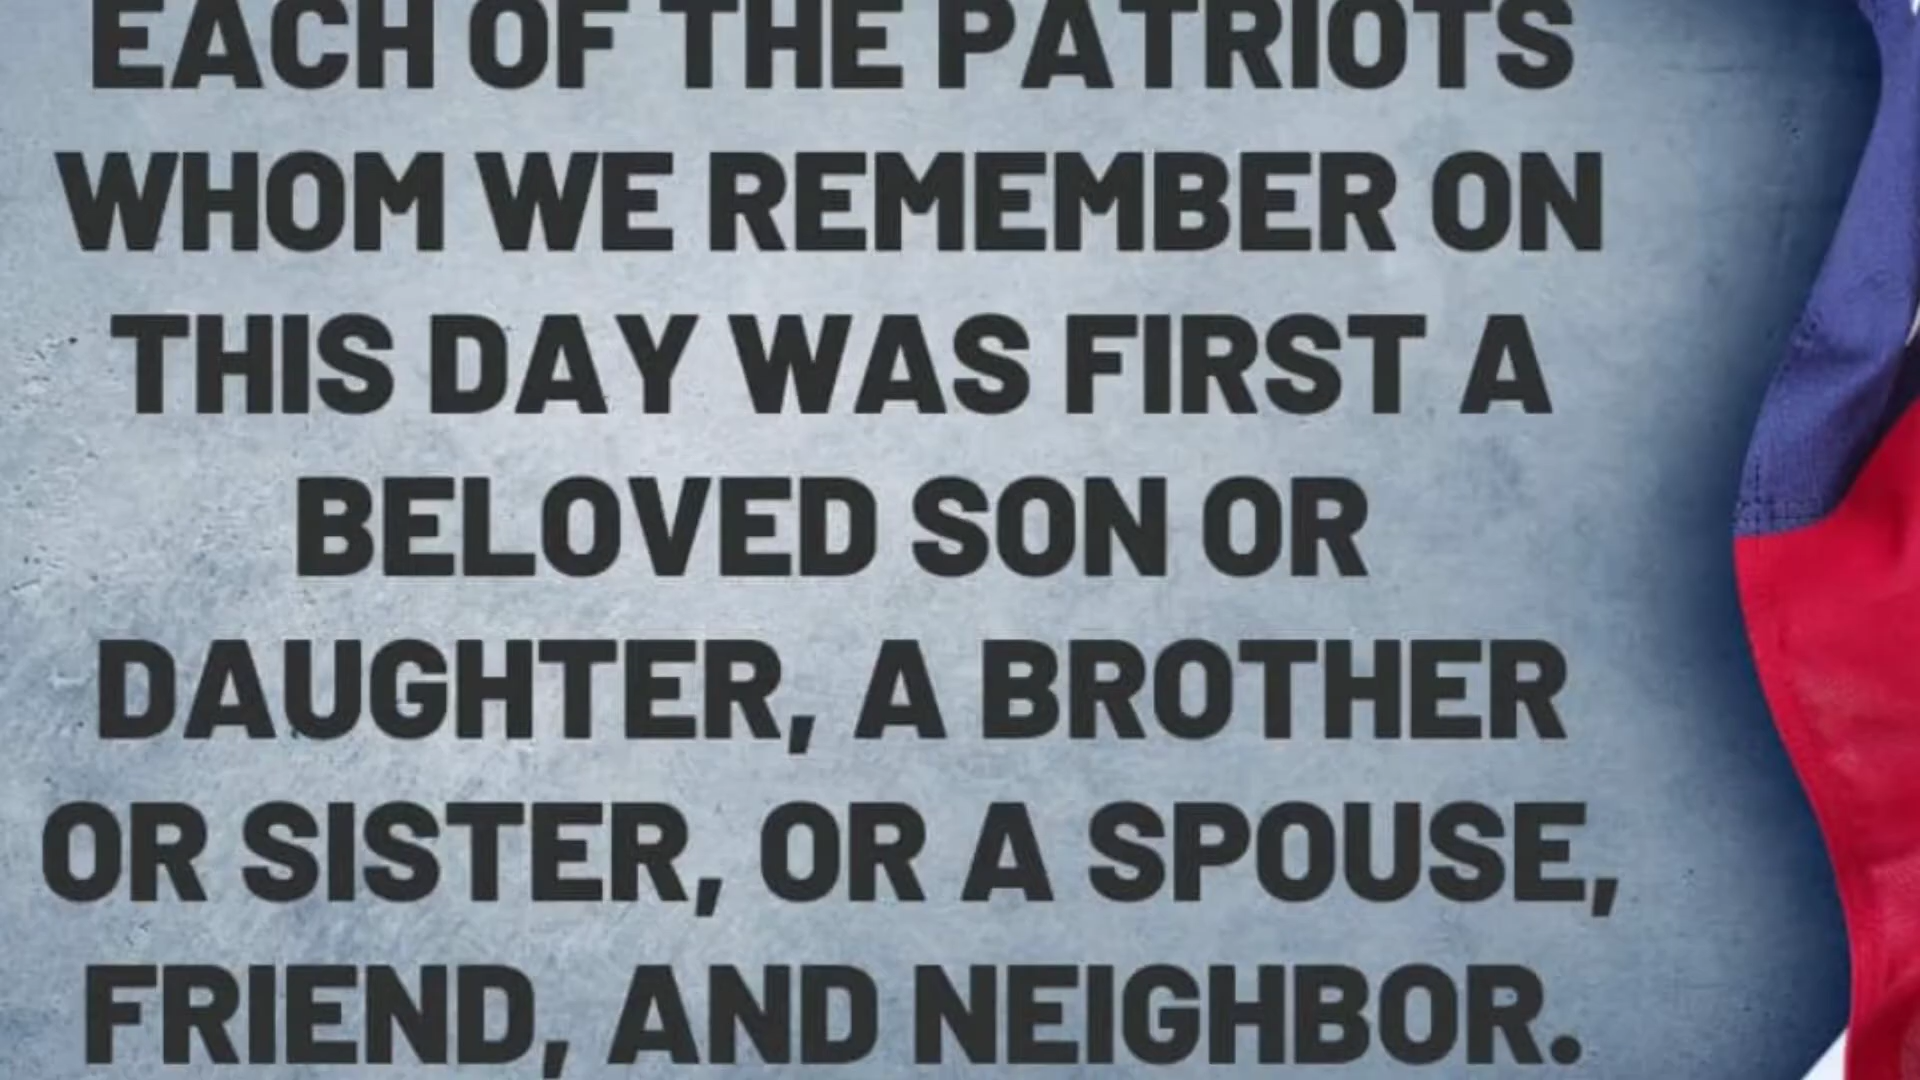 EACH OF THE PATRIOTS
WHOM WE REMEMBER ON
THIS DAY WAS FIRST A
BELOVED SON OR
DAUGHTER, A BROTHER
OR SISTER, OR A SPOUSE,
FRIEND, AND NEIGHBOR.